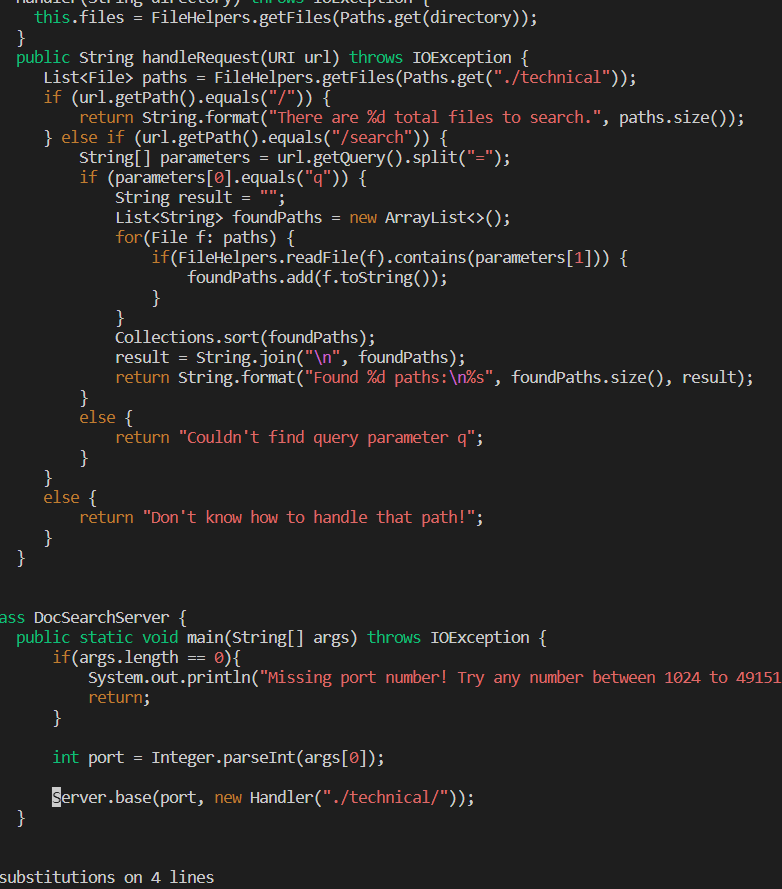 Handler(String directory) throws IOException {
    this.files = FileHelpers.getFiles(Paths.get(directory));
  }
  public String handleRequest(URI url) throws IOException {
     List<File> paths = FileHelpers.getFiles(Paths.get("./technical"));
     if (url.getPath().equals("/")) {
         return String.format("There are %d total files to search.", paths.size());
     } else if (url.getPath().equals("/search")) {
         String[] parameters = url.getQuery().split("=");
         if (parameters[0].equals("q")) {
             String result = "";
             List<String> foundPaths = new ArrayList<>();
             for(File f: paths) {
                 if(FileHelpers.readFile(f).contains(parameters[1])) {
                     foundPaths.add(f.toString());
                 }
             }
             Collections.sort(foundPaths);
             result = String.join("\n", foundPaths);
             return String.format("Found %d paths:\n%s", foundPaths.size(), result);
         }
         else {
             return "Couldn't find query parameter q";
         }
     }
     else {
         return "Don't know how to handle that path!";
     }
  }
ass DocSearchServer {
  public static void main(String[] args) throws IOException {
      if(args.length == 0){
          System.out.println("Missing port number! Try any number between 1024 to 49151
          return;
      }
      int port = Integer.parseInt(args[0]);
      Server.base(port, new Handler("./technical/"));
  }
substitutions on 4 lines